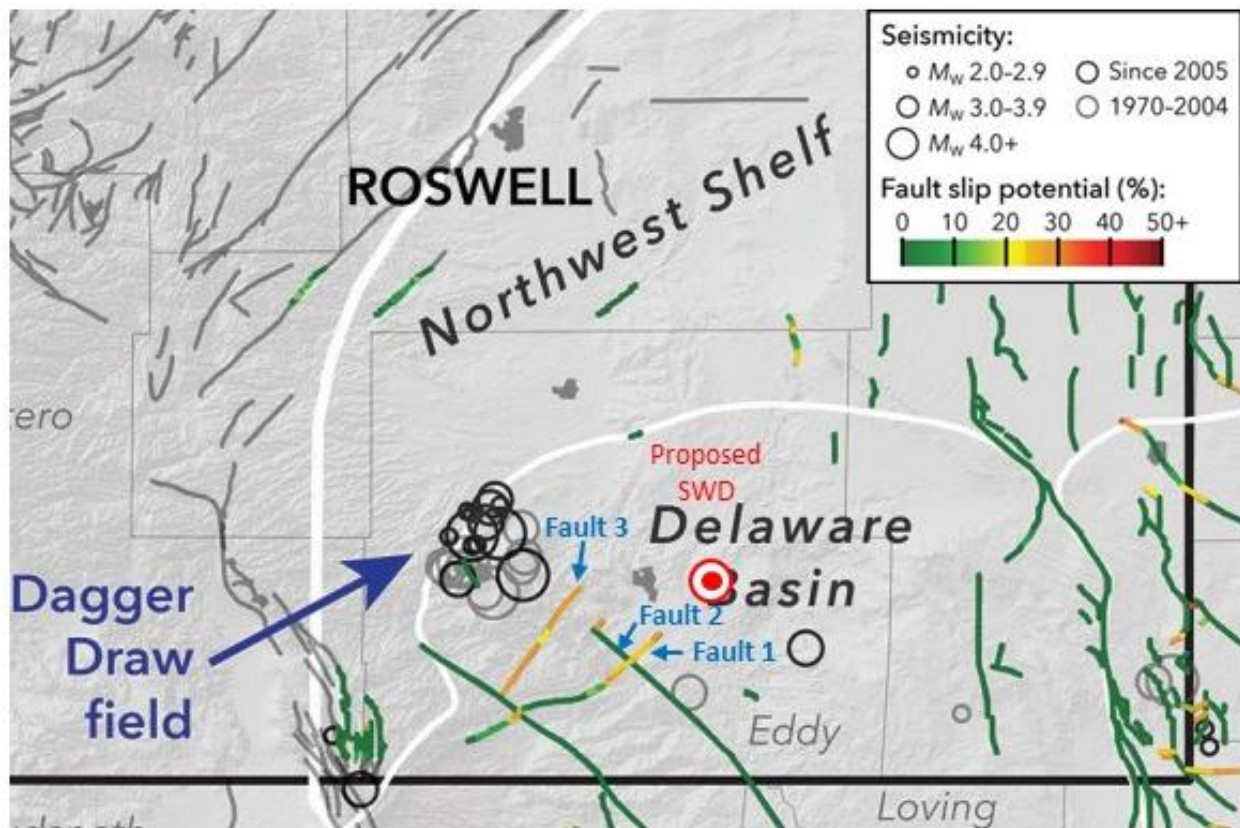 Seismicity:
Mw 2.0-2.9
Since 2005
Mw 3.0-3.9
1970-2004
Mw 4.0+
Fault slip potential (%):
0 10 20 30 40 50+
ROSWELL
Northwest Shelf
ero
Proposed
SWD
Delaware
Basin
Fault 3
Fault 2
Fault 1
Dagger
Draw
field
Eddy
Loving